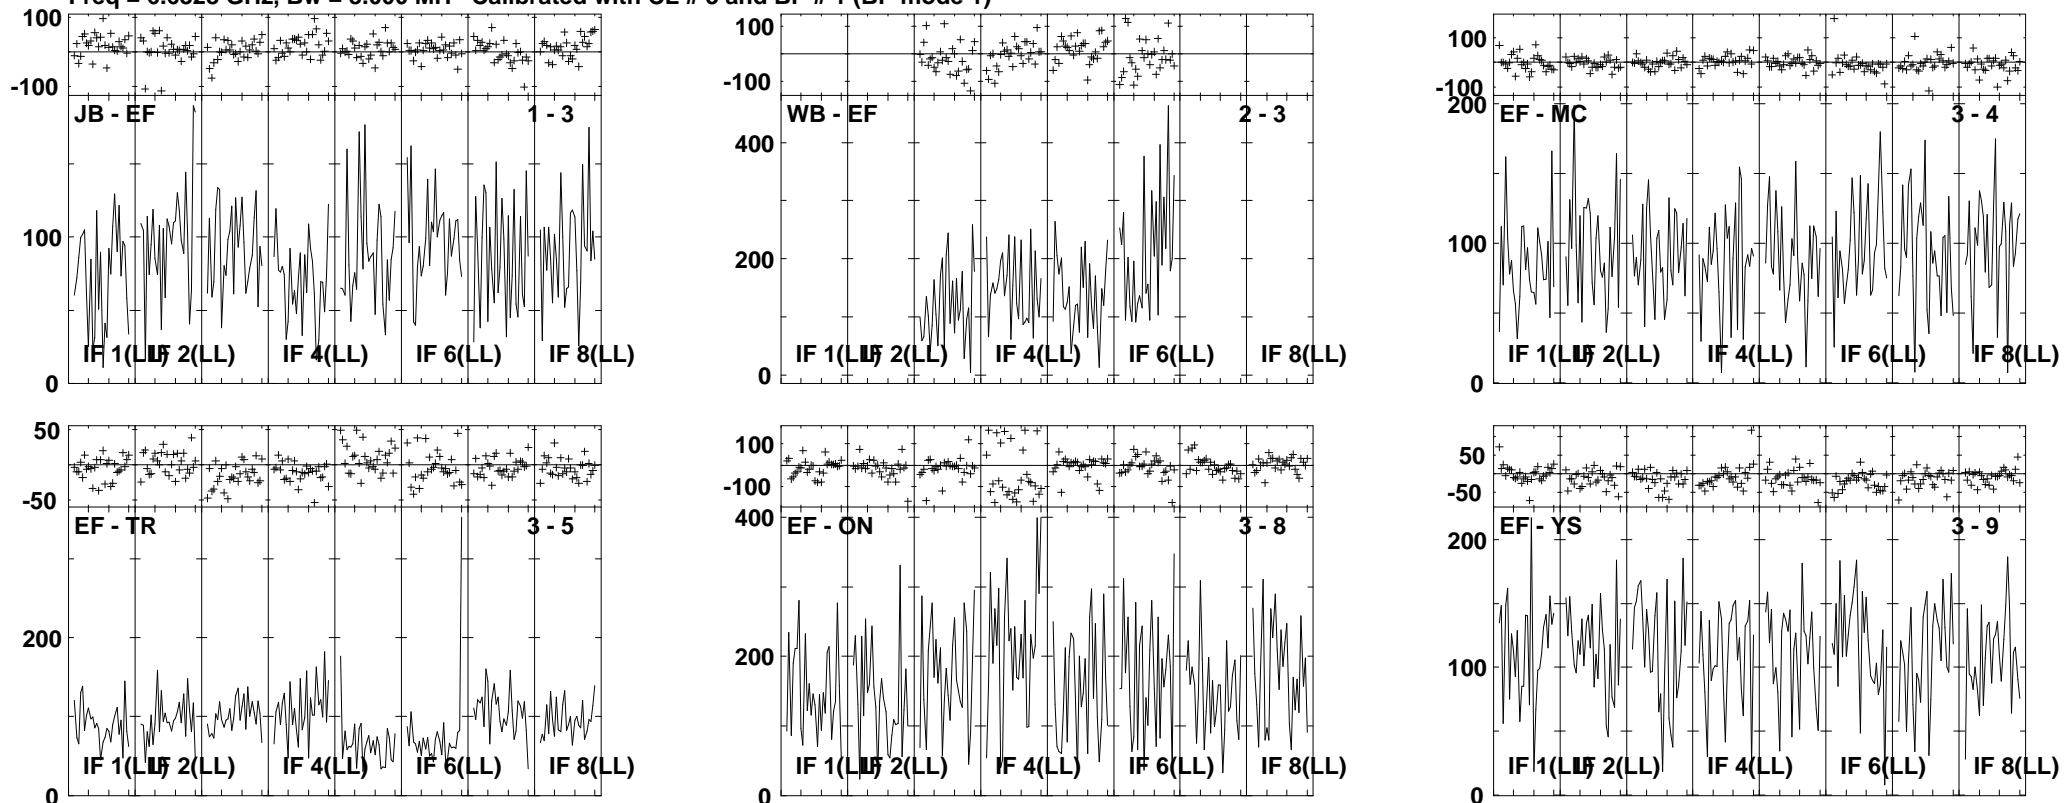 100
0
-100
JB - EF
1 - 3
100
0
IF 1(LL)
IF 2(LL)
IF 4(LL)
IF 6(LL)
IF 8(LL)
100
0
-100
WB - EF
2 - 3
400
200
0
IF 1(LL)
IF 2(LL)
IF 4(LL)
IF 6(LL)
IF 8(LL)
100
0
-100
200
EF - MC
3 - 4
100
0
IF 1(LL)
IF 2(LL)
IF 4(LL)
IF 6(LL)
IF 8(LL)
50
0
-50
EF - TR
3 - 5
200
0
IF 1(LL)
IF 2(LL)
IF 4(LL)
IF 6(LL)
IF 8(LL)
100
0
-100
400
EF - ON
3 - 8
200
0
IF 1(LL)
IF 2(LL)
IF 4(LL)
IF 6(LL)
IF 8(LL)
50
0
-50
EF - YS
3 - 9
200
100
0
IF 1(LL)
IF 2(LL)
IF 4(LL)
IF 6(LL)
IF 8(LL)